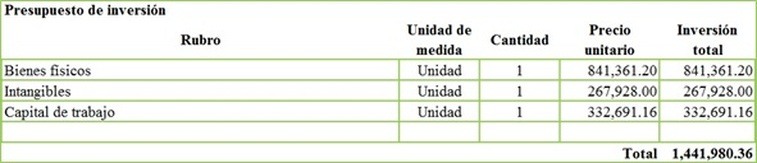 Presupuesto de inversión
Rubro Unidad de medida Cantidad Precio unitario Inversión total
Bienes físicos Unidad 1 841,361.20 841,361.20
Intangibles Unidad 1 267,928.00 267,928.00
Capital de trabajo Unidad 1 332,691.16 332,691.16
Total 1,441,980.36